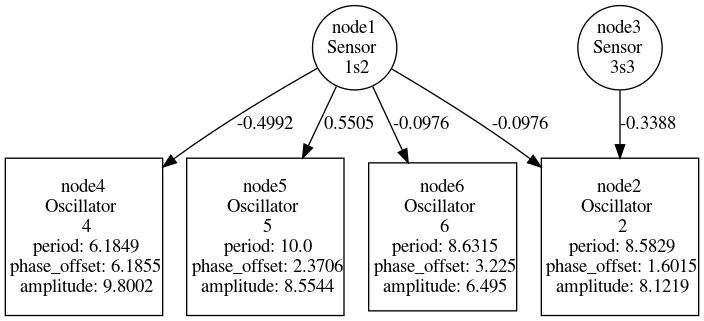 node1
Sensor
1s2
node3
Sensor
3s3
-0.4992
0.5505
-0.0976
-0.0976
-0.3388
node4
Oscillator
4
period: 6.1849
phase_offset: 6.1855
amplitude: 9.8002
node5
Oscillator
5
period: 10.0
phase_offset: 2.3706
amplitude: 8.5544
node6
Oscillator
6
period: 8.6315
phase_offset: 3.225
amplitude: 6.495
node2
Oscillator
2
period: 8.5829
phase_offset: 1.6015
amplitude: 8.1219